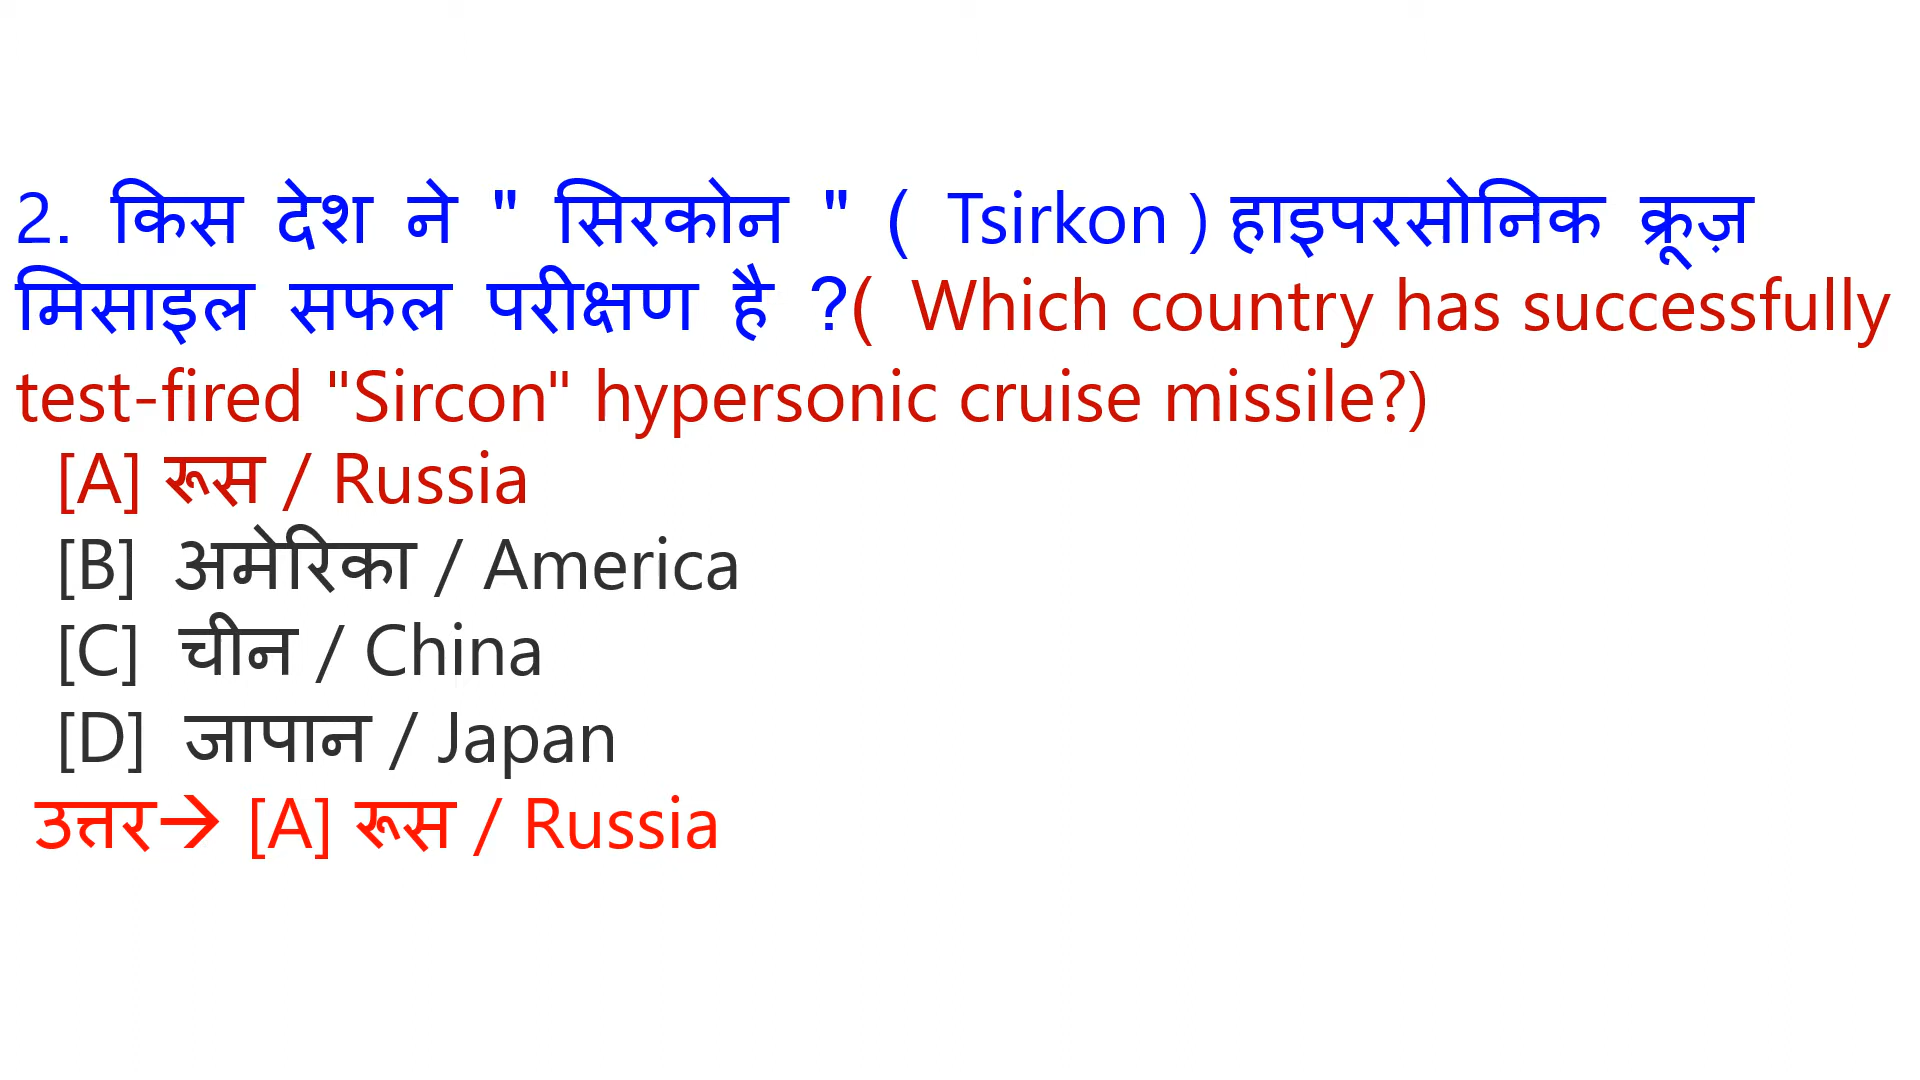 2. किस देश ने " सिरकोन " ( Tsirkon ) हाइपरसोनिक क्रूज़
मिसाइल सफल परीक्षण है ?( Which country has successfully
test-fired "Sircon" hypersonic cruise missile?)
[A] रूस / Russia
[B] अमेरिका / America
[C] चीन / China
[D] जापान / Japan
उत्तर→ [A] रूस / Russia